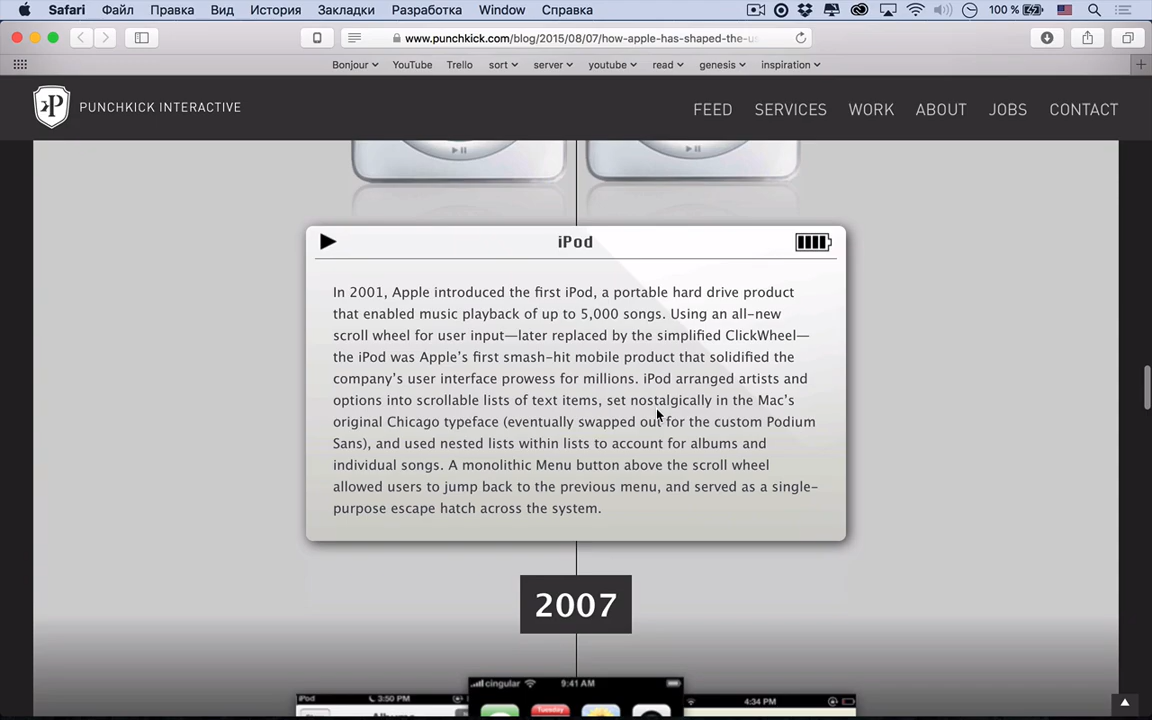 Safari Файл Правка Вид История Закладки Разработка Window Справка 100 %
www.punchkick.com/blog/2015/08/07/how-apple-has-shaped-the-u
Bonjour YouTube Trello sort server youtube read genesis inspiration
PUNCHKICK INTERACTIVE
FEED SERVICES WORK ABOUT JOBS CONTACT
iPod
In 2001, Apple introduced the first iPod, a portable hard drive product
that enabled music playback of up to 5,000 songs. Using an all-new
scroll wheel for user input—later replaced by the simplified ClickWheel—
the iPod was Apple's first smash-hit mobile product that solidified the
company's user interface prowess for millions. iPod arranged artists and
options into scrollable lists of text items, set nostalgically in the Mac's
original Chicago typeface (eventually swapped out for the custom Podium
Sans), and used nested lists within lists to account for albums and
individual songs. A monolithic Menu button above the scroll wheel
allowed users to jump back to the previous menu, and served as a single-
purpose escape hatch across the system.
2007
iPod 3:50 PM
cingular 9:41 AM
4:34 PM
Tuesday